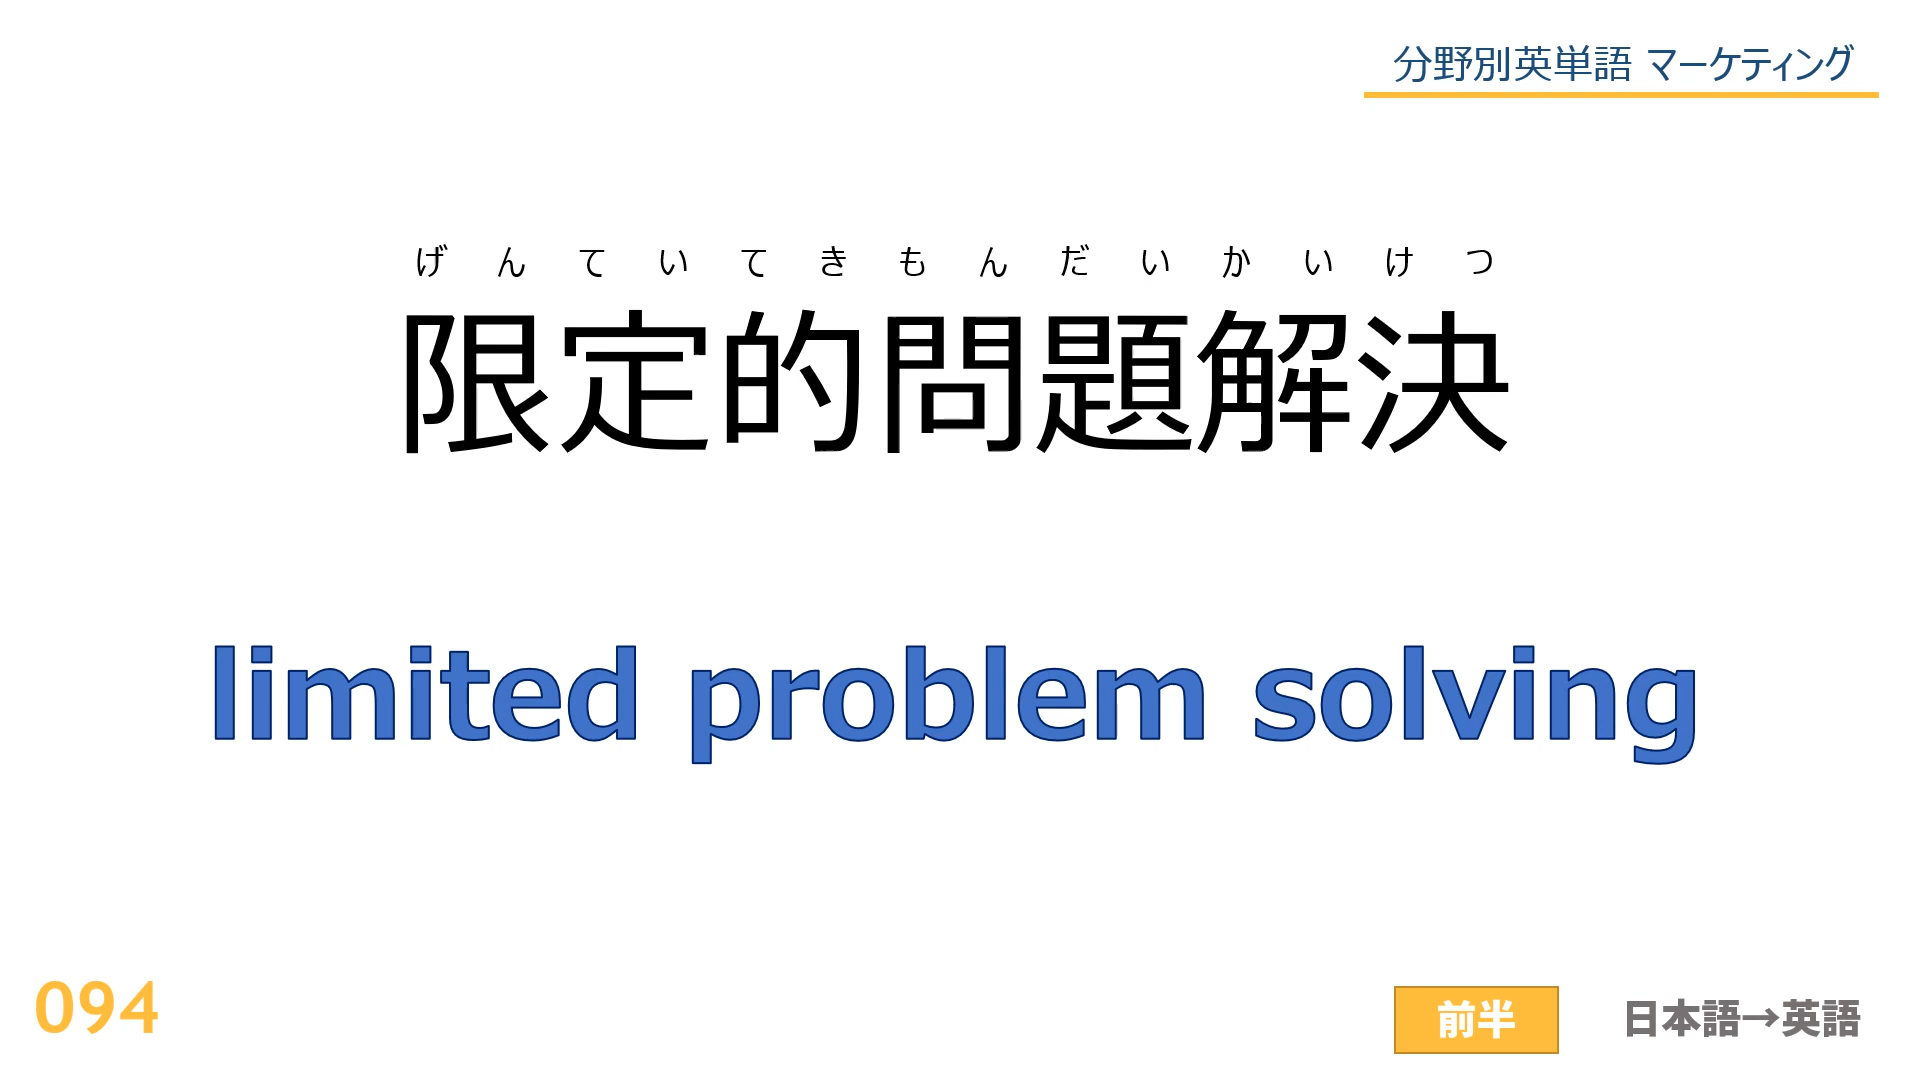 分野別英単語 マーケティング
げんていてきもんだいかいけつ
限定的問題解決
limited problem solving
094
前半
日本語→英語